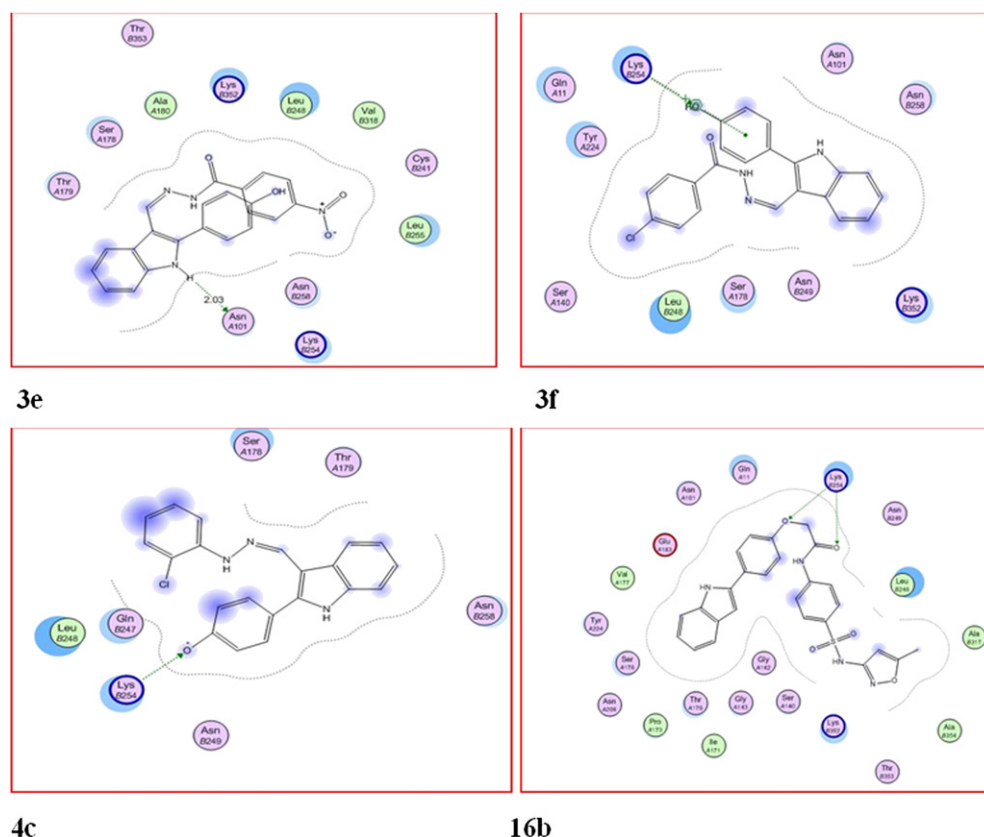 Thr
B353
Lys
B352
Leu
B248
Ala
A180
Val
B318
Ser
A178
Cys
B241
Thr
A179
O
N
N
H
OH
N
O
O
Leu
B255
N
H
2.03
Asn
B258
Asn
A101
Lys
B254
3e
Lys
B254
Asn
A101
Gln
A11
Asn
B258
Tyr
A224
O
H
N
NH
N
Cl
Ser
A140
Leu
B248
Ser
A178
Asn
B249
Lys
B352
3f
Ser
A178
Thr
A179
N
N
H
Cl
N
H
O
Leu
B248
Gln
B247
Asn
B258
Lys
B254
Asn
B249
4c
Gln
A11
Lys
B254
Asn
A101
Asn
B249
O
O
Glu
A183
HN
Val
A177
Leu
B248
HN
Tyr
A224
Ala
B317
O
S
O
Ser
A178
Gly
A142
HN
N
O
Asn
A206
Thr
A179
Gly
A143
Ser
A140
Pro
A173
Lys
B352
Ala
B354
Ile
A171
Thr
B353
16b